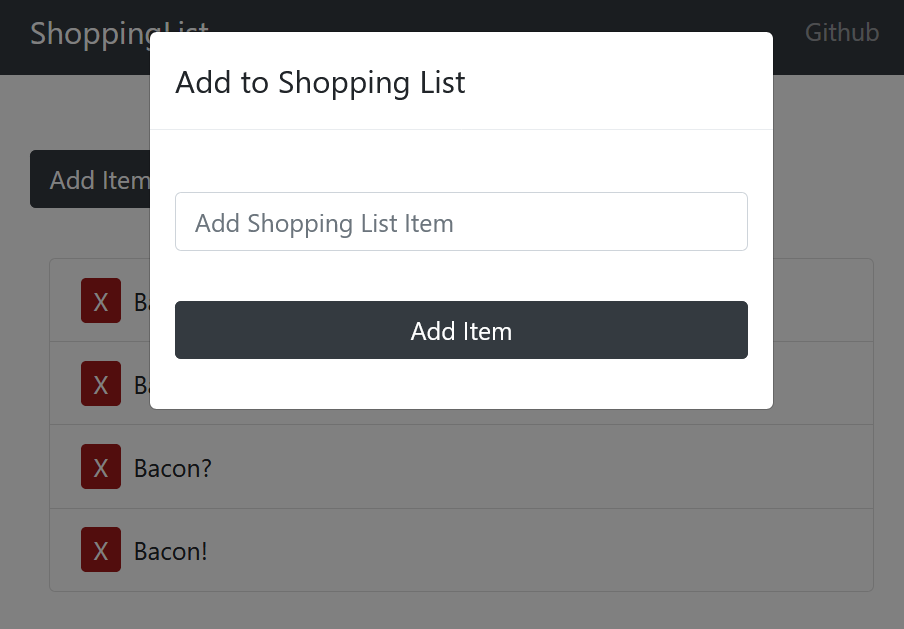 ShoppingList
Github
Add to Shopping List
Add Item
Add Shopping List Item
Add Item
X
X
X Bacon?
X Bacon!